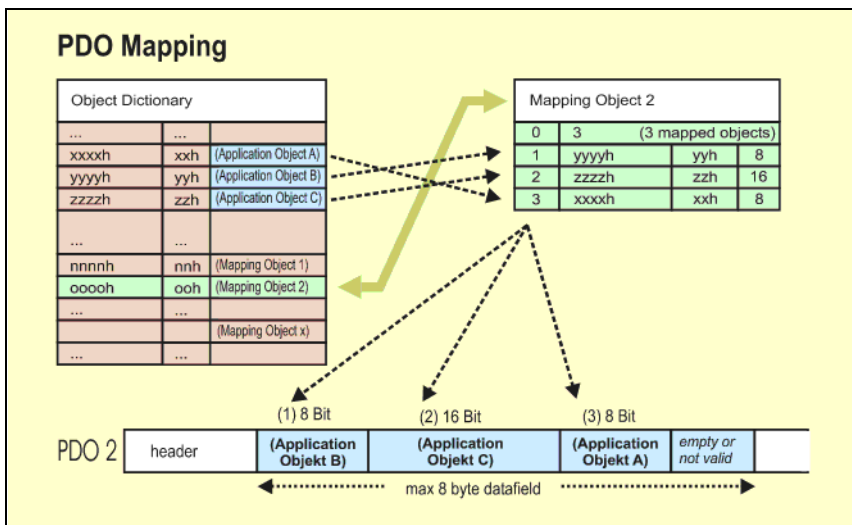 PDO Mapping
Object Dictionary
... ...
xxxxh xxh (Application Object A)
yyyyh yyh (Application Object B)
zzzzh zzh (Application Object C)
... ...
nnnnh nnh (Mapping Object 1)
ooooh ooh (Mapping Object 2)
... ...
(Mapping Object x)
... ...
Mapping Object 2
0 3 (3 mapped objects)
1 yyyyh yyh 8
2 zzzzh zzh 16
3 xxxxh xxh 8
(1) 8 Bit (2) 16 Bit (3) 8 Bit
PDO 2 header
(Application
Objekt B)
(Application
Objekt C)
(Application
Objekt A)
empty or
not valid
max 8 byte datafield